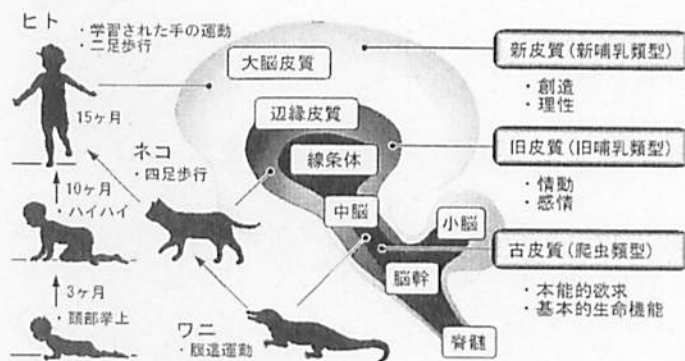 ヒト
・学習された手の運動
・二足歩行
15ヶ月
10ヶ月
・ハイハイ
3ヶ月
・頭部挙上
ネコ
・四足歩行
ワニ
・腹這運動
大脳皮質
辺縁皮質
線条体
中脳
小脳
脳幹
脊髄
新皮質(新哺乳類型)
・創造
・理性
旧皮質(旧哺乳類型)
・情動
・感情
古皮質(爬虫類型)
・本能的欲求
・基本的生命機能